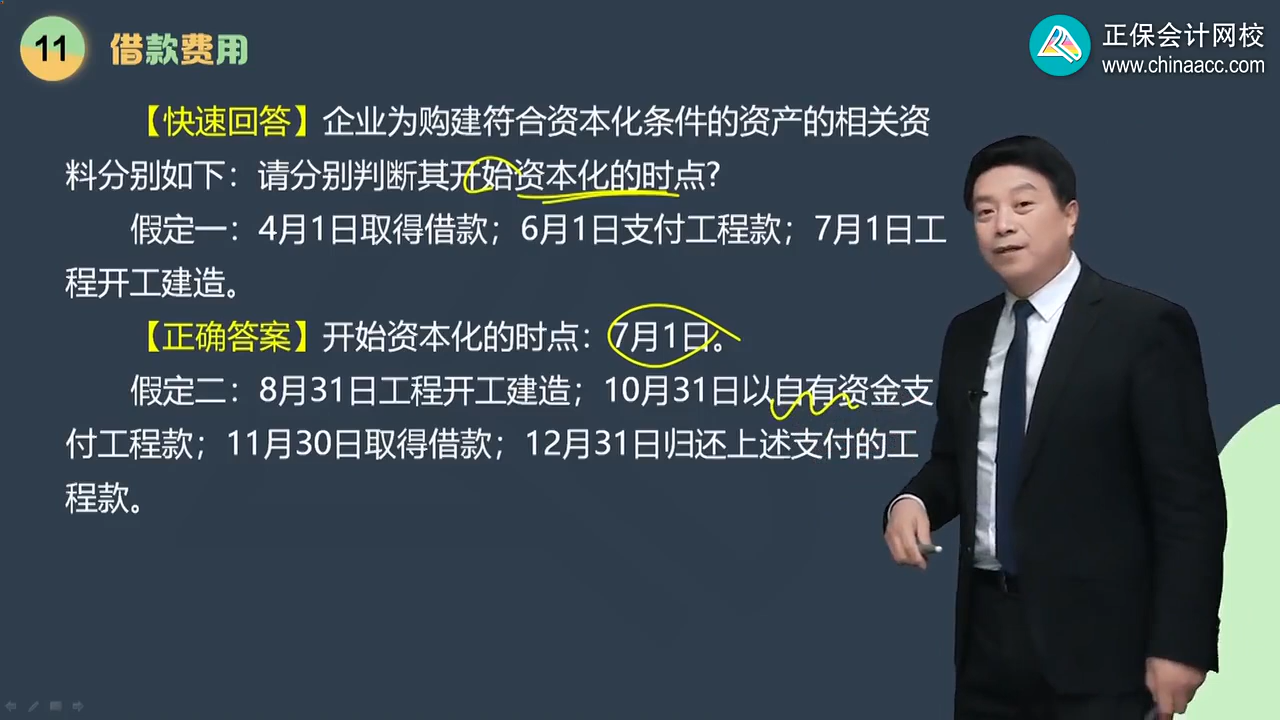 11
借款费用
正保会计网校
www.chinaacc.com
【快速回答】企业为购建符合资本化条件的资产的相关资
料分别如下：请分别判断其开始资本化的时点?
假定一：4月1日取得借款；6月1日支付工程款；7月1日工
程开工建造。
【正确答案】开始资本化的时点：7月1日。
假定二：8月31日工程开工建造；10月31日以自有资金支
付工程款；11月30日取得借款；12月31日归还上述支付的工
程款。